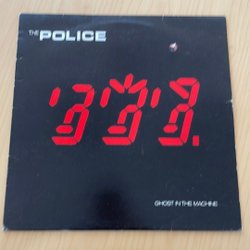 THE POLICE
GHOST IN THE MACHINE